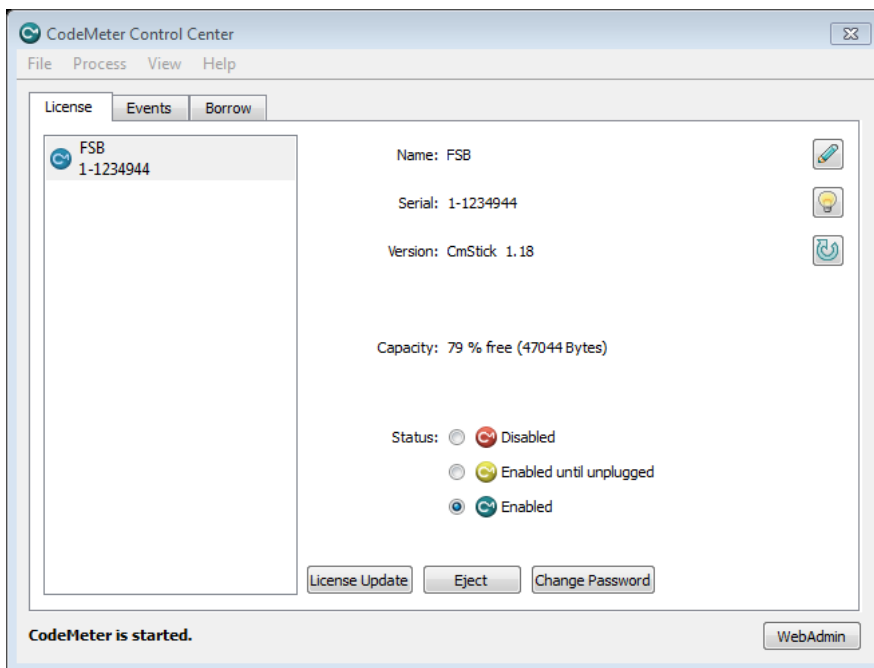 CodeMeter Control Center
File Process View Help
License Events Borrow
FSB
1-1234944
Name: FSB
Serial: 1-1234944
Version: CmStick 1.18
Capacity: 79 % free (47044 Bytes)
Status: Disabled
Enabled until unplugged
Enabled
License Update Eject Change Password
CodeMeter is started. WebAdmin